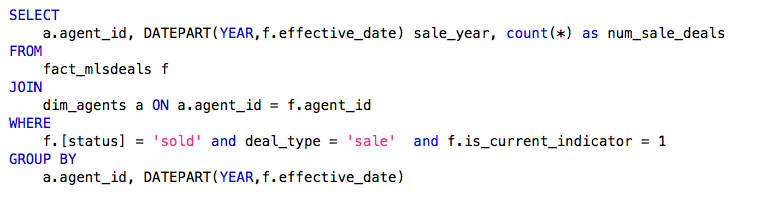 SELECT
a.agent_id, DATEPART(YEAR,f.effective_date) sale_year, count(*) as num_sale_deals
FROM
fact_mlsdeals f
JOIN
dim_agents a ON a.agent_id = f.agent_id
WHERE
f.[status] = 'sold' and deal_type = 'sale'  and f.is_current_indicator = 1
GROUP BY
a.agent_id, DATEPART(YEAR,f.effective_date)